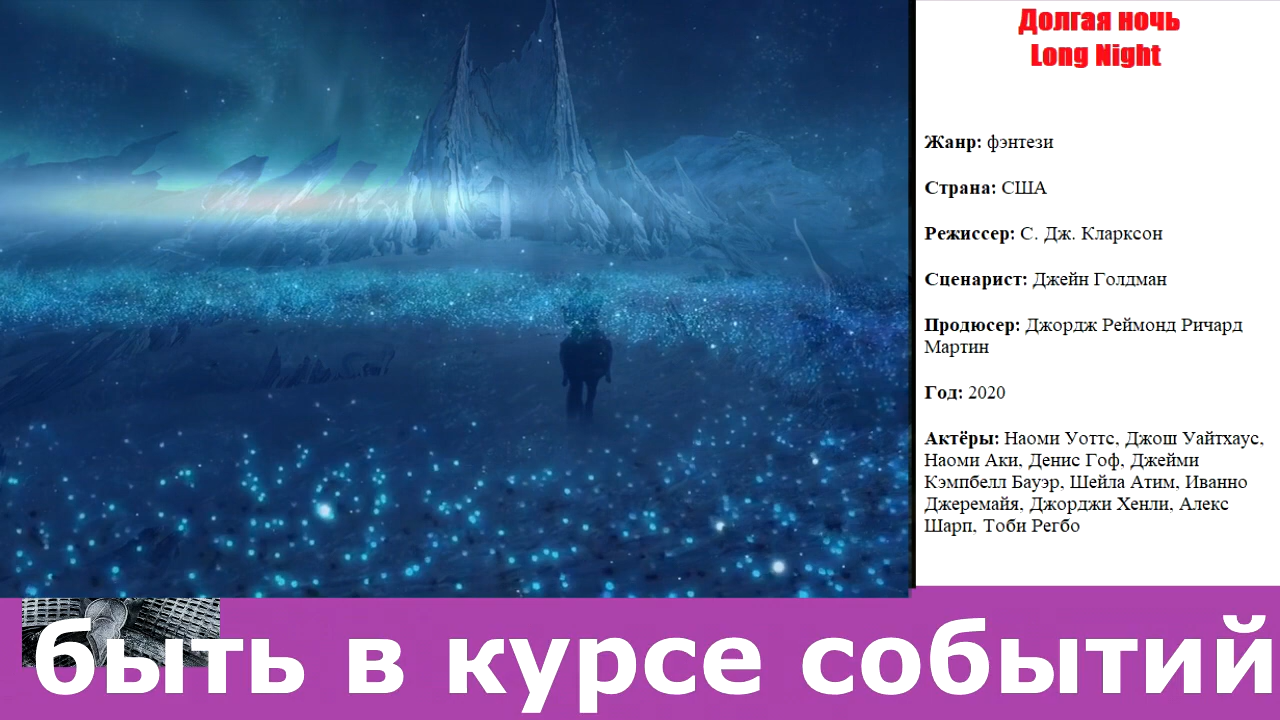 Долгая ночь
Long Night
Жанр: фэнтези
Страна: США
Режиссер: С. Дж. Кларксон
Сценарист: Джейн Голдман
Продюсер: Джордж Реймонд Ричард
Мартин
Год: 2020
Актёры: Наоми Уоттс, Джош Уайтхаус,
Наоми Аки, Денис Гоф, Джейми
Кэмпбелл Бауэр, Шейла Атим, Иванно
Джеремайя, Джорджи Хенли, Алекс
Шарп, Тоби Регбо
быть в курсе событий